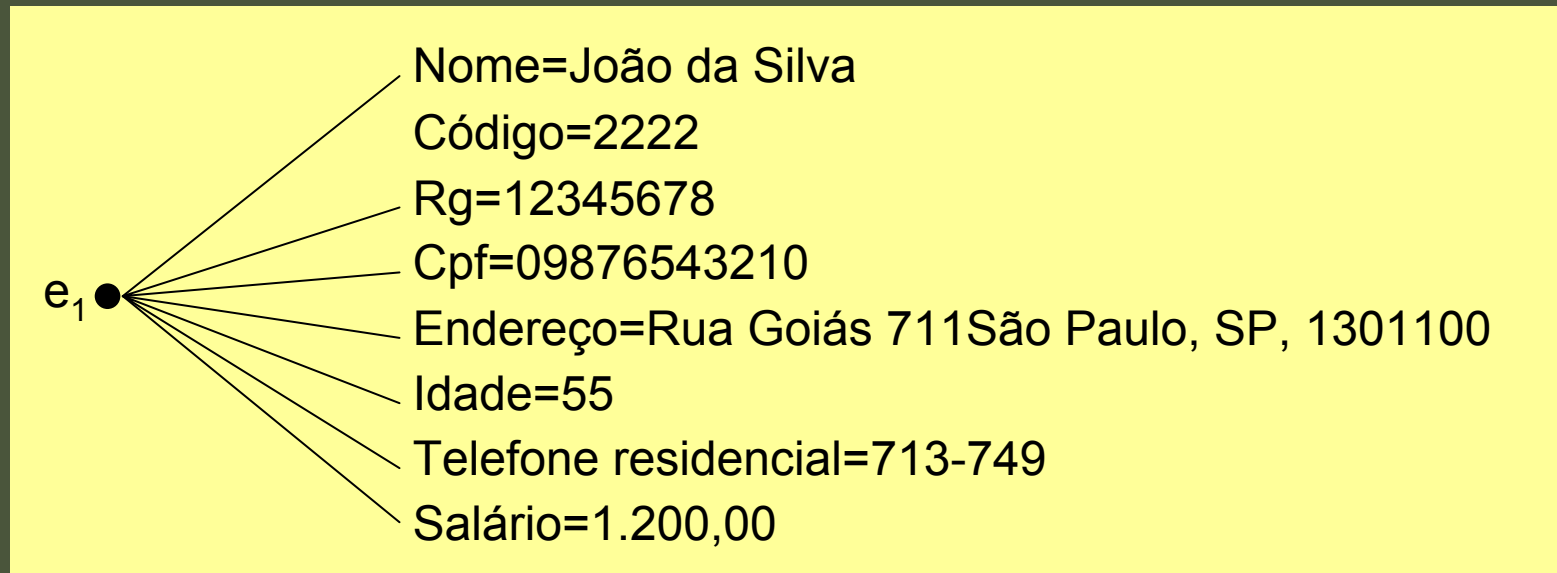 Nome=João da Silva
Código=2222
Rg=12345678
Cpf=09876543210
e1
Endereço=Rua Goiás 711São Paulo, SP, 1301100
Idade=55
Telefone residencial=713-749
Salário=1.200,00